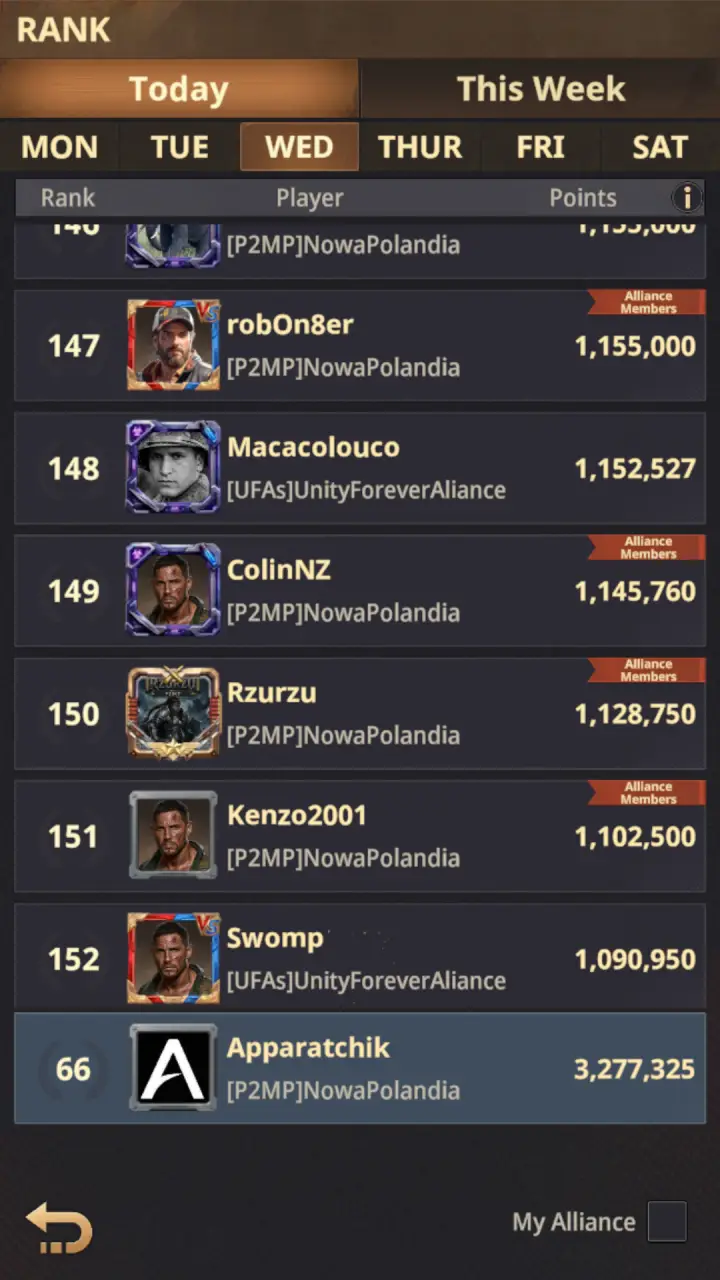 RANK
Today
This Week
MON
TUE
WED
THUR
FRI
SAT
Rank
Player
Points
[P2MP]NowaPolandia
Alliance
Members
147
robOn8er
1,155,000
[P2MP]NowaPolandia
148
Macacolouco
1,152,527
[UFAs]UnityForeverAliance
Alliance
Members
149
ColinNZ
1,145,760
[P2MP]NowaPolandia
Alliance
Members
150
Rzurzu
1,128,750
[P2MP]NowaPolandia
Alliance
Members
151
Kenzo2001
1,102,500
[P2MP]NowaPolandia
152
Swomp
1,090,950
[UFAs]UnityForeverAliance
66
Apparatchik
3,277,325
[P2MP]NowaPolandia
My Alliance